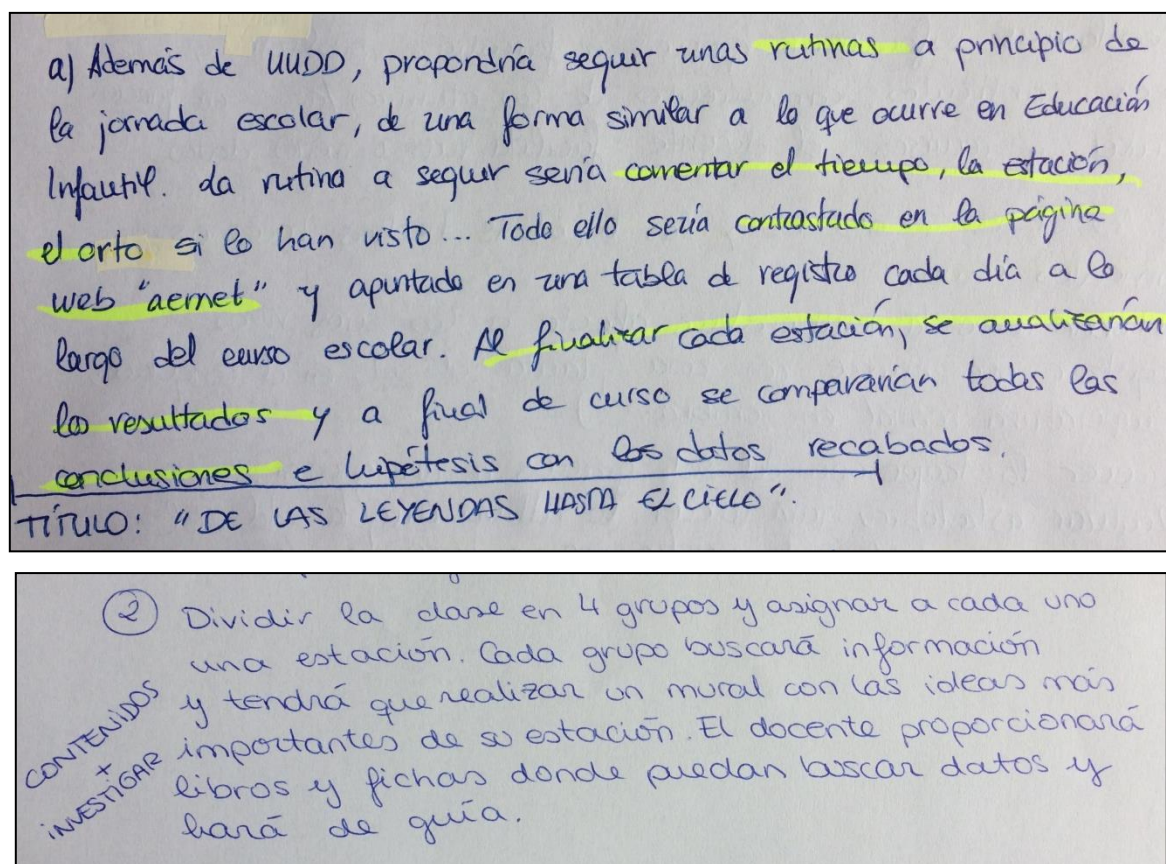 a) Además de UUDD, propondría seguir unas rutinas a principio de
la jornada escolar, de una forma similar a lo que ocurre en Educación
Infantil. La rutina a seguir sería comentar el tiempo, la estación,
el orto si lo han visto... Todo ello sería contrastado en la página
web "aemet" y apuntado en una tabla de registro cada día a lo
largo del curso escolar. Al finalizar cada estación, se analizarían
los resultados y a final de curso se compararían todas las
conclusiones e hipótesis con los datos recabados.
TÍTULO: "DE LAS LEYENDAS HASTA EL CIELO".
2 Dividir la clase en 4 grupos y asignar a cada uno
una estación. Cada grupo buscará información
y tendrá que realizar un mural con las ideas más
importantes de su estación. El docente proporcionará
libros y fichas donde puedan buscar datos y
hará de guía.
CONTENIDOS
+
INVESTIGAR